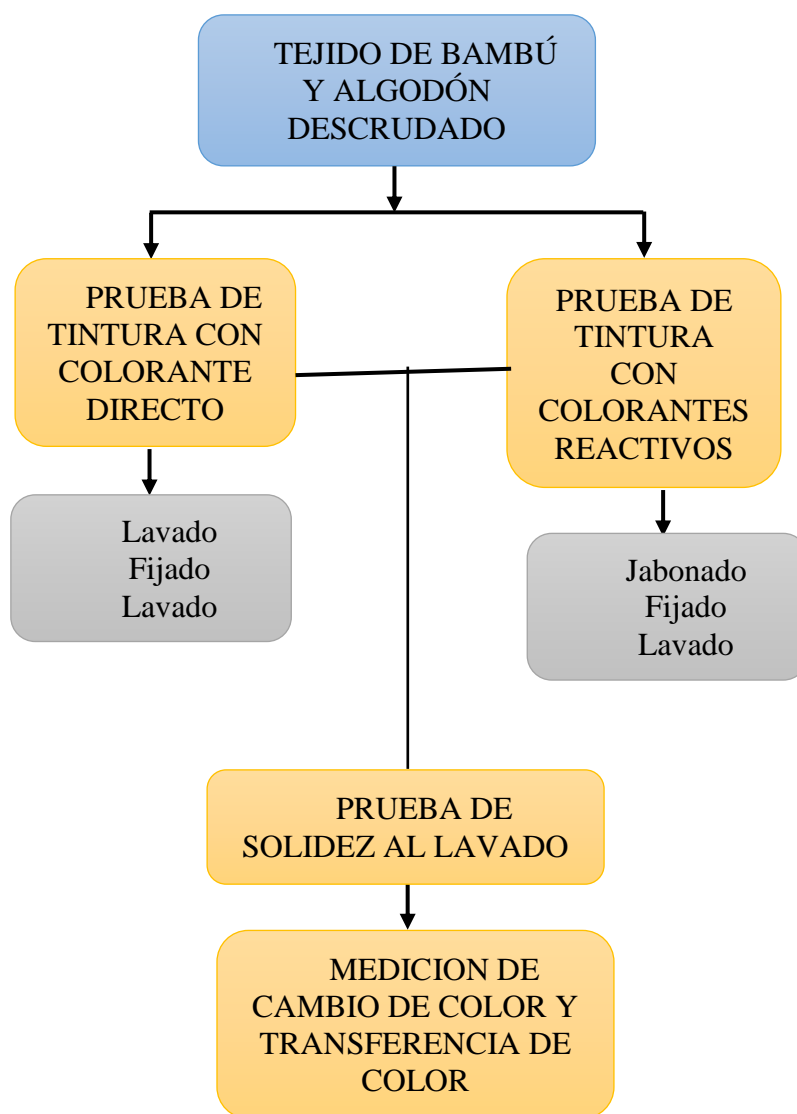 TEJIDO DE BAMBÚ
Y ALGODÓN
DESCRUDADO
PRUEBA DE
TINTURA CON
COLORANTE
DIRECTO
PRUEBA DE
TINTURA
CON
COLORANTES
REACTIVOS
Lavado
Fijado
Lavado
Jabonado
Fijado
Lavado
PRUEBA DE
SOLIDEZ AL LAVADO
MEDICION DE
CAMBIO DE COLOR Y
TRANSFERENCIA DE
COLOR